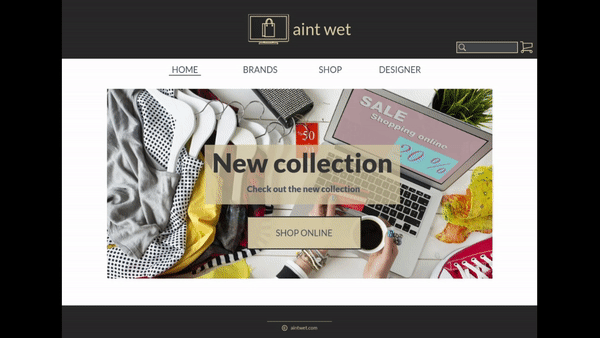 aint wet
HOME BRANDS SHOP DESIGNER
SALE
Shopping online
50
20 %
New collection
Check out the new collection
SHOP ONLINE
© aintwet.com